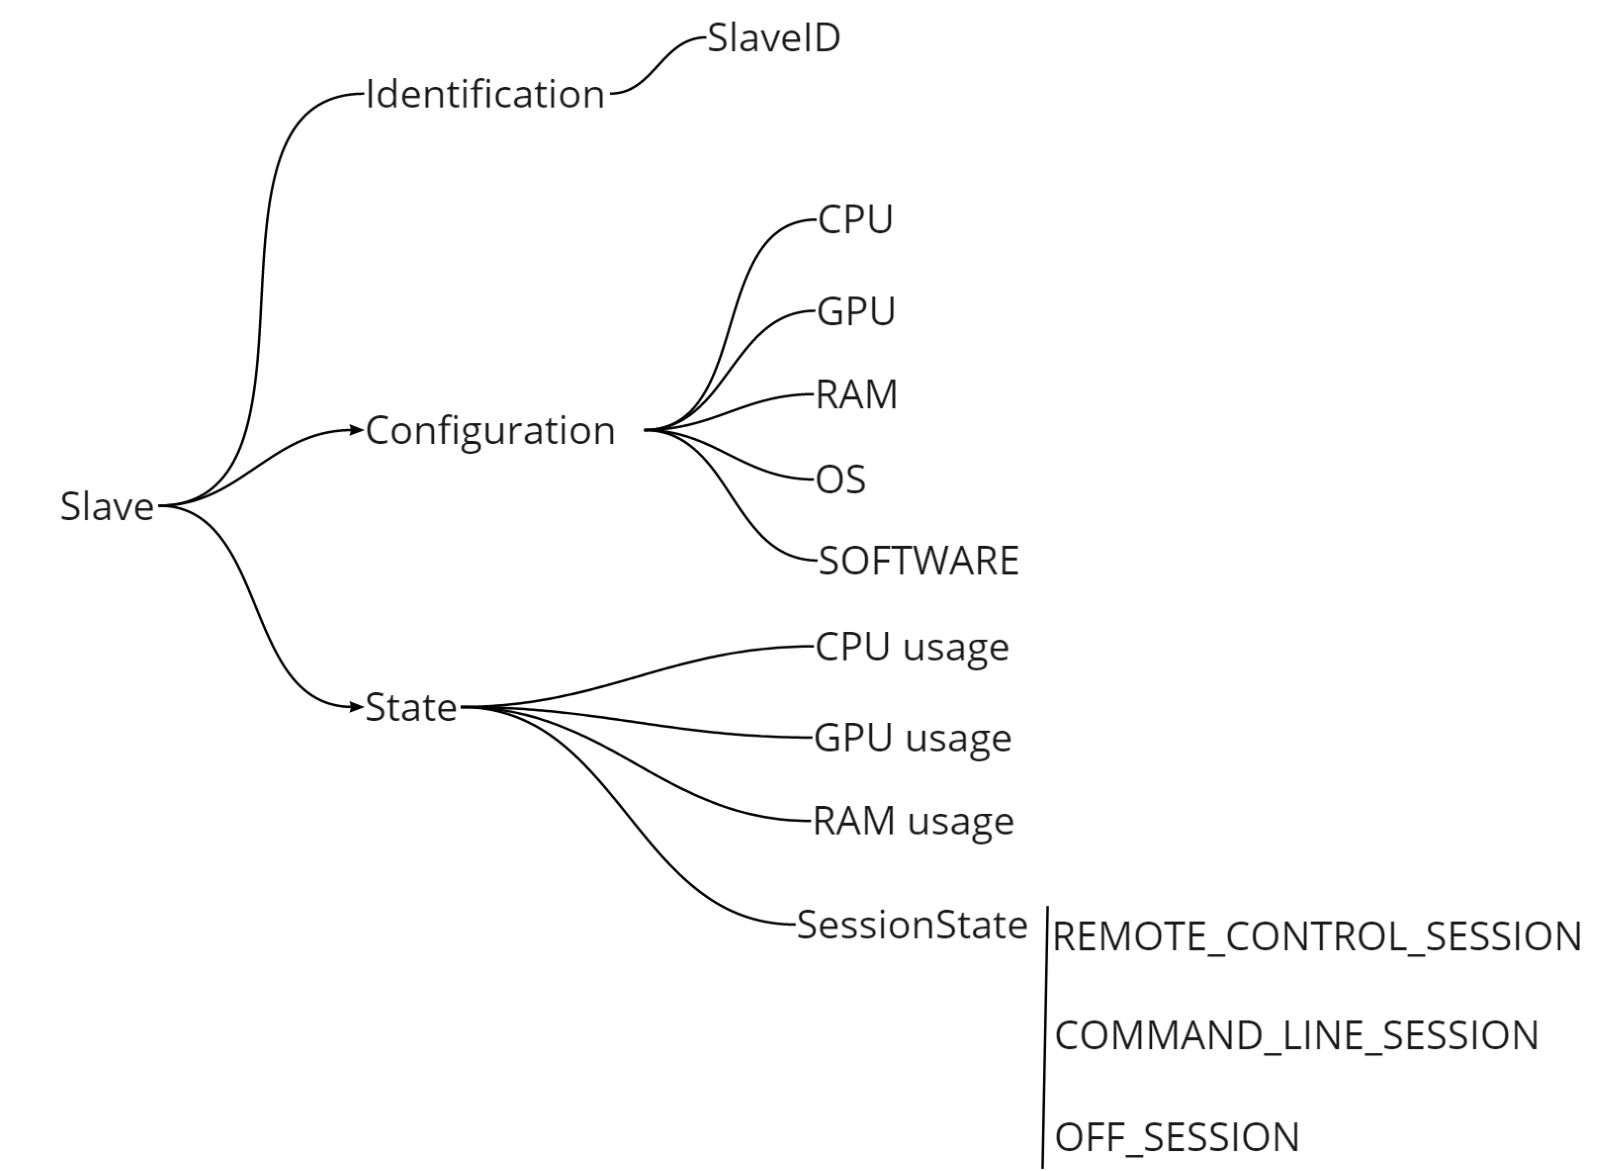 SlaveID
Identification
CPU
GPU
RAM
Configuration
OS
Slave
SOFTWARE
CPU usage
State
GPU usage
RAM usage
SessionState
REMOTE_CONTROL_SESSION
COMMAND_LINE_SESSION
OFF_SESSION